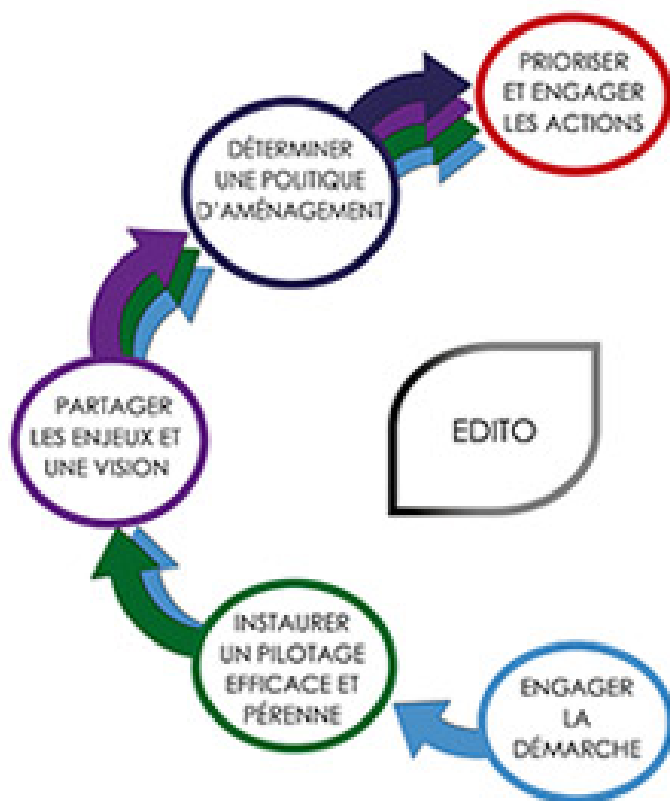 PRIORISER
ET ENGAGER
LES ACTIONS
DÉTERMINER
UNE POLITIQUE
D'AMÉNAGEMENT
PARTAGER
LES ENJEUX ET
UNE VISION
EDITO
INSTAURER
UN PILOTAGE
EFFICACE ET
PÉRENNE
ENGAGER
LA
DÉMARCHE